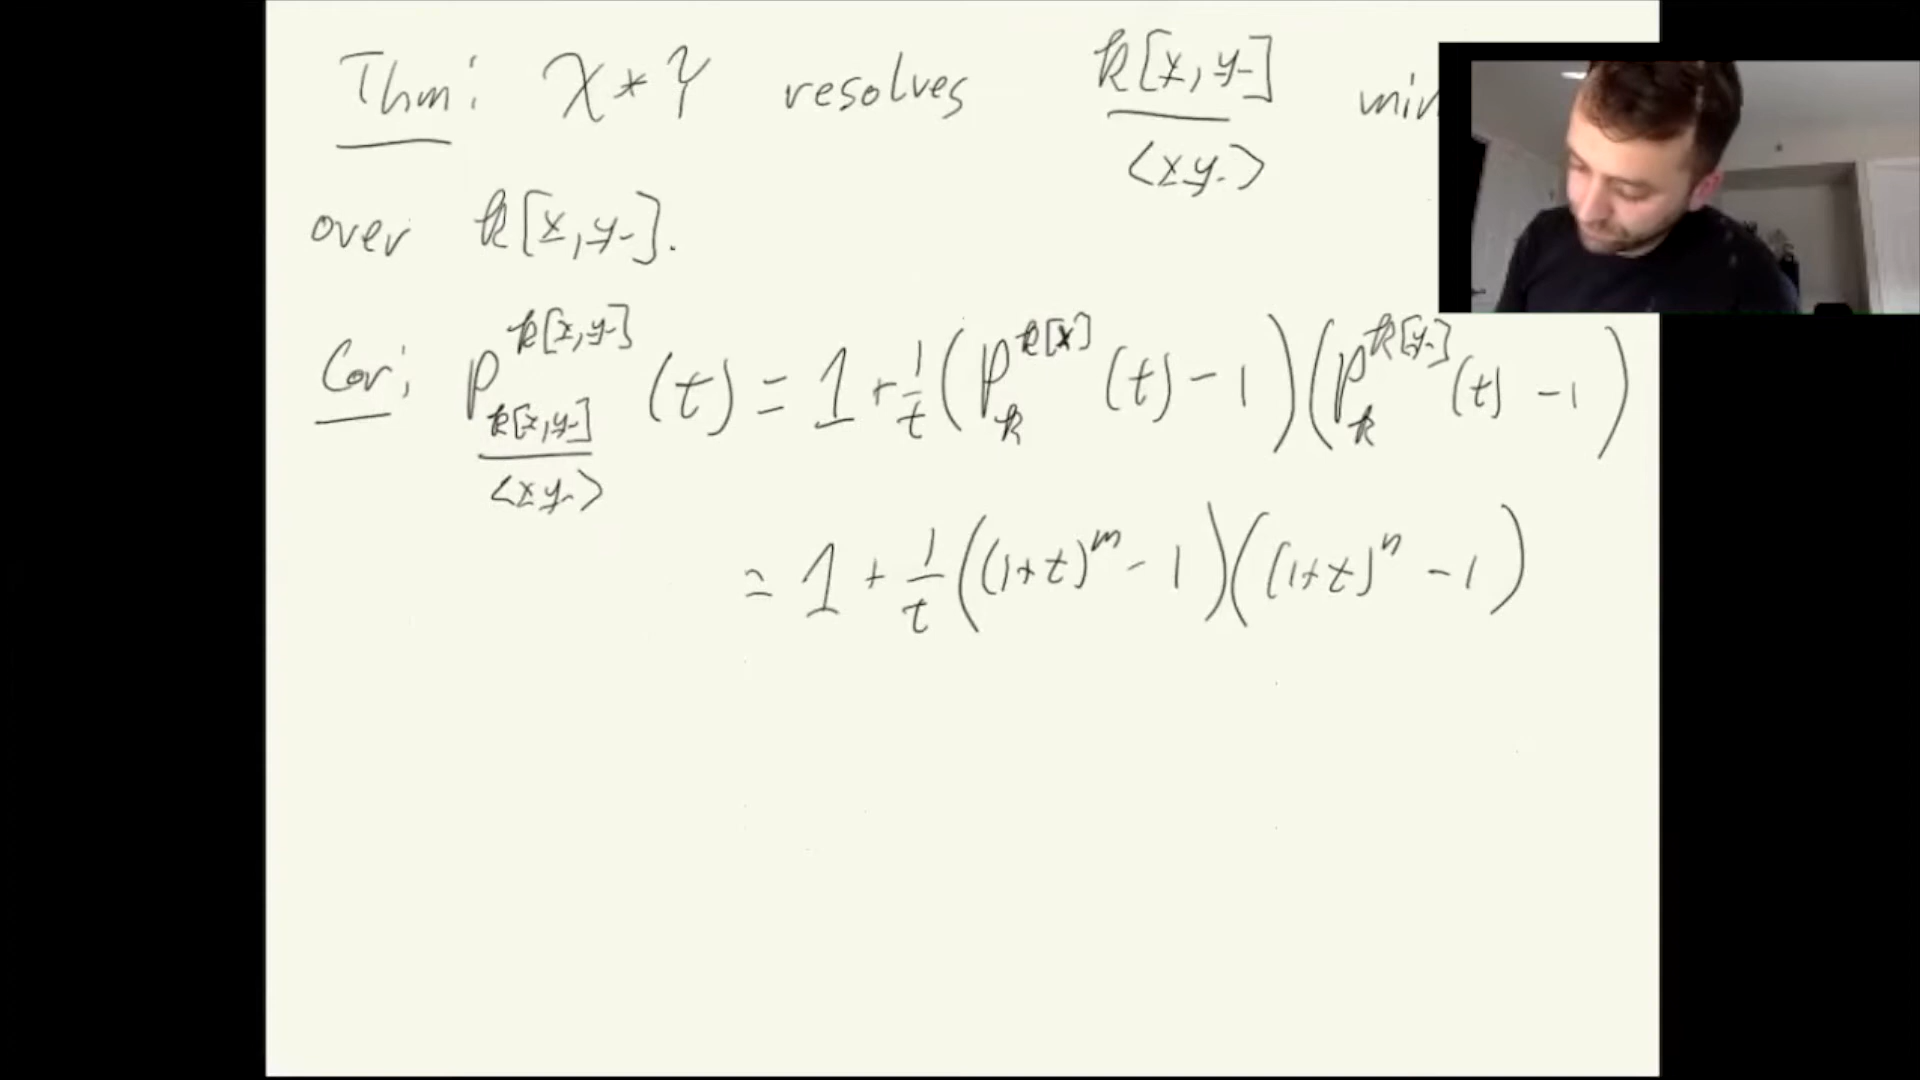 Thm: X * Y resolves k[x, y] / <x y> min
over k[x, y].
Cor: P^{k[x,y]}_{k[x,y]/<x y>} (t) = 1 + 1/t (P^{k[x]}_k (t) - 1)(P^{k[y]}_k (t) - 1)
= 1 + 1/t ((1+t)^m - 1)((1+t)^n - 1)